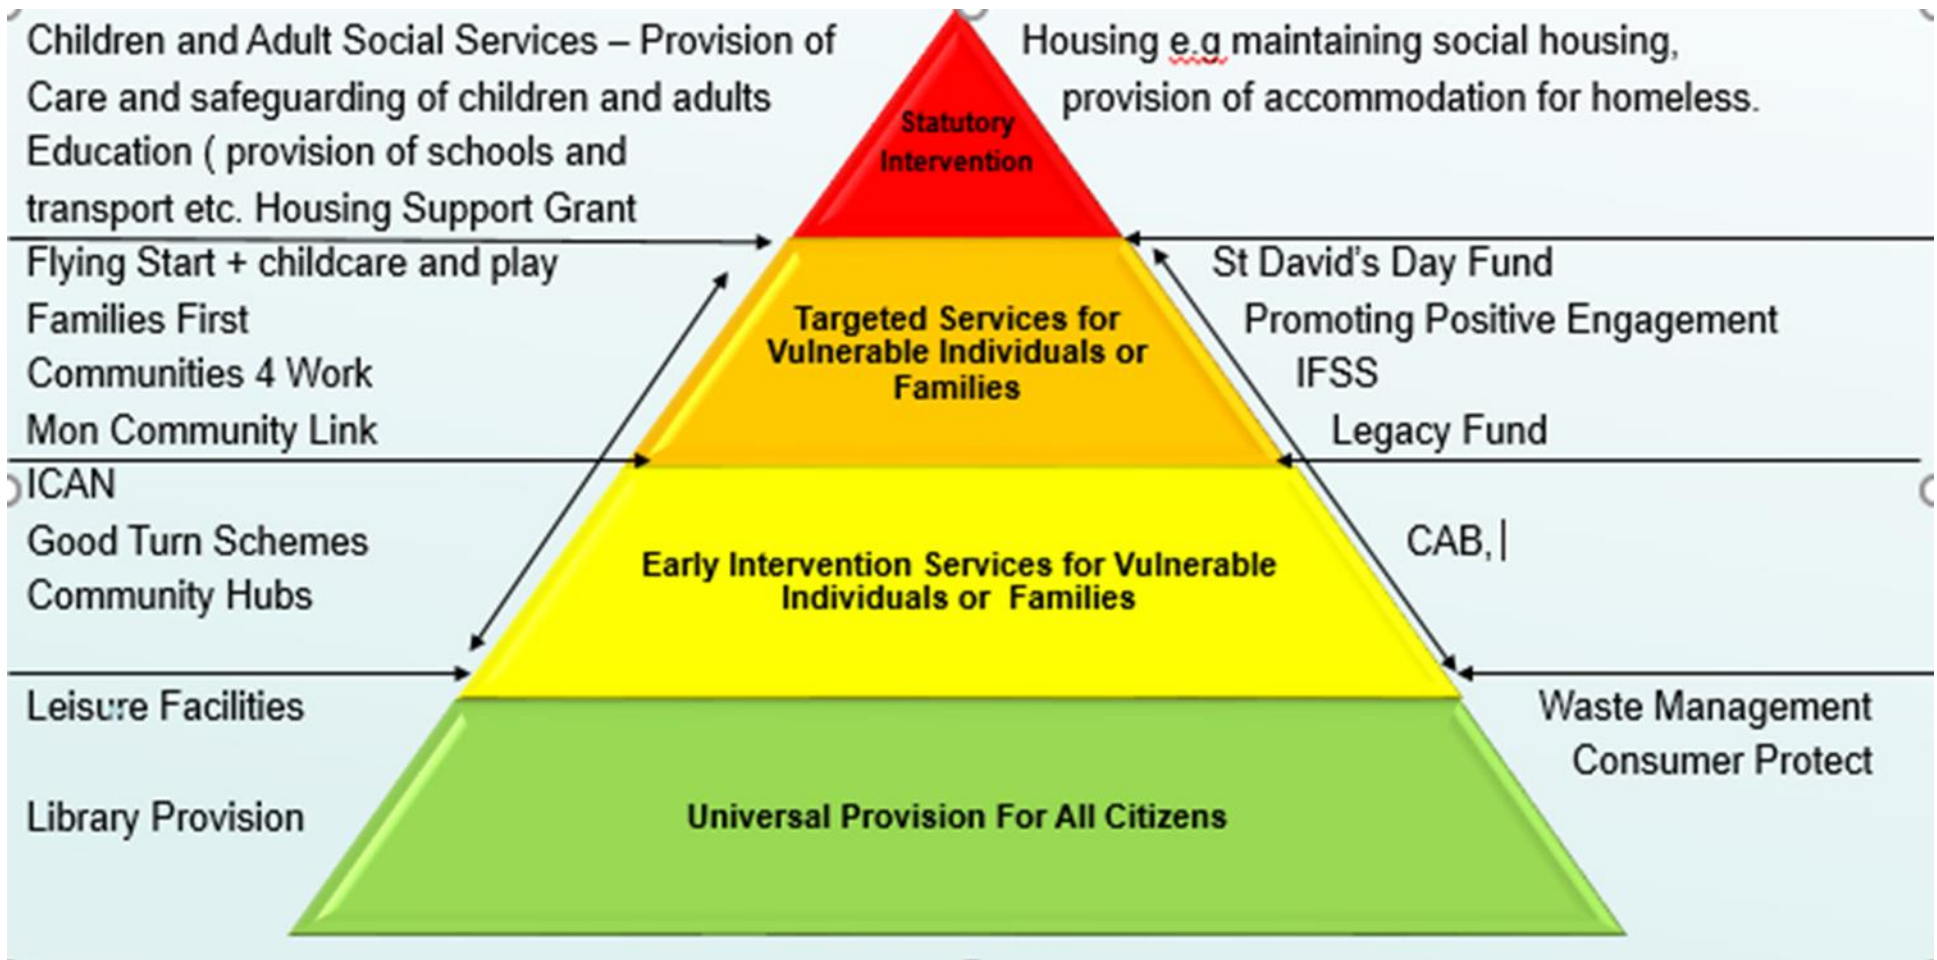 Children and Adult Social Services – Provision of
Care and safeguarding of children and adults
Education ( provision of schools and
transport etc. Housing Support Grant
Housing e.g maintaining social housing,
provision of accommodation for homeless.
Statutory
Intervention
Flying Start + childcare and play
Families First
Communities 4 Work
Mon Community Link
Targeted Services for
Vulnerable Individuals or
Families
St David's Day Fund
Promoting Positive Engagement
IFSS
Legacy Fund
ICAN
Good Turn Schemes
Community Hubs
Early Intervention Services for Vulnerable
Individuals or Families
CAB,
Leisure Facilities
Library Provision
Universal Provision For All Citizens
Waste Management
Consumer Protect